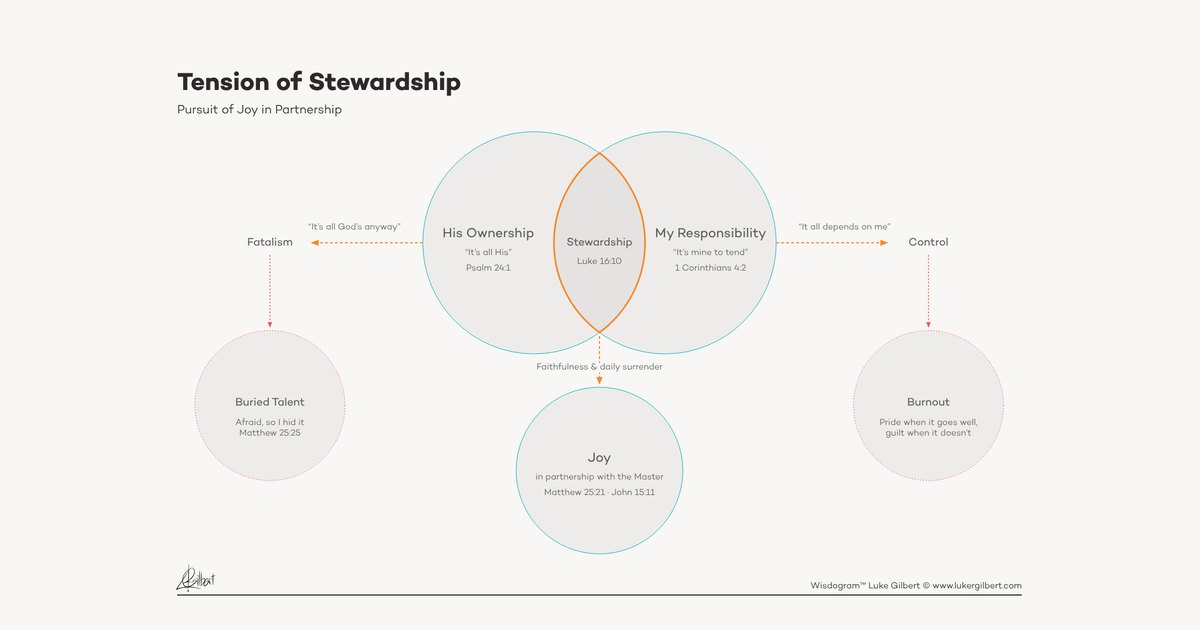 Tension of Stewardship
Pursuit of Joy in Partnership
“It’s all God’s anyway”
Fatalism
His Ownership
“It’s all His”
Psalm 24:1
Stewardship
Luke 16:10
My Responsibility
“It’s mine to tend”
1 Corinthians 4:2
“It all depends on me”
Control
Faithfulness & daily surrender
Buried Talent
Afraid, so I hid it
Matthew 25:25
Joy
in partnership with the Master
Matthew 25:21 · John 15:11
Burnout
Pride when it goes well,
guilt when it doesn’t
Gilbert
Wisdogram™ Luke Gilbert © www.lukergilbert.com